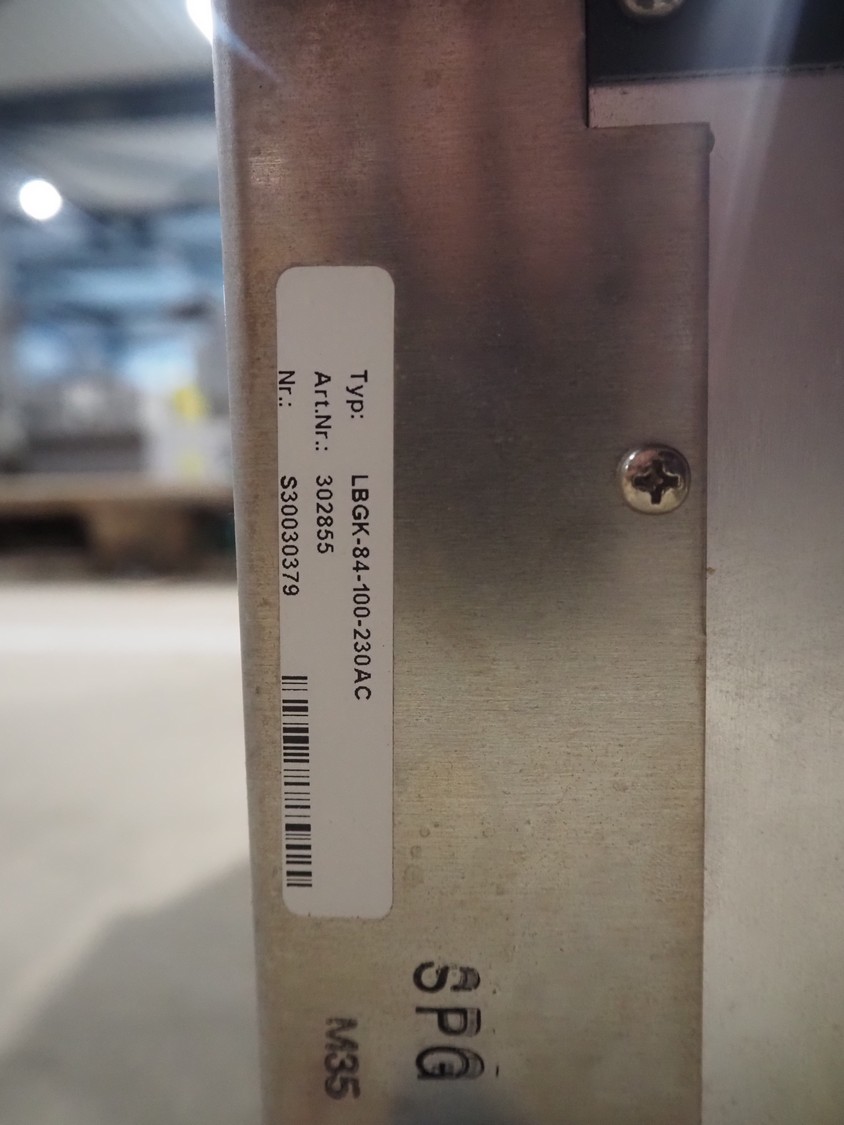 Typ: LBGK-84-100-230AC
Art.Nr.: 302855
Nr.: S30030379
SPG
M35